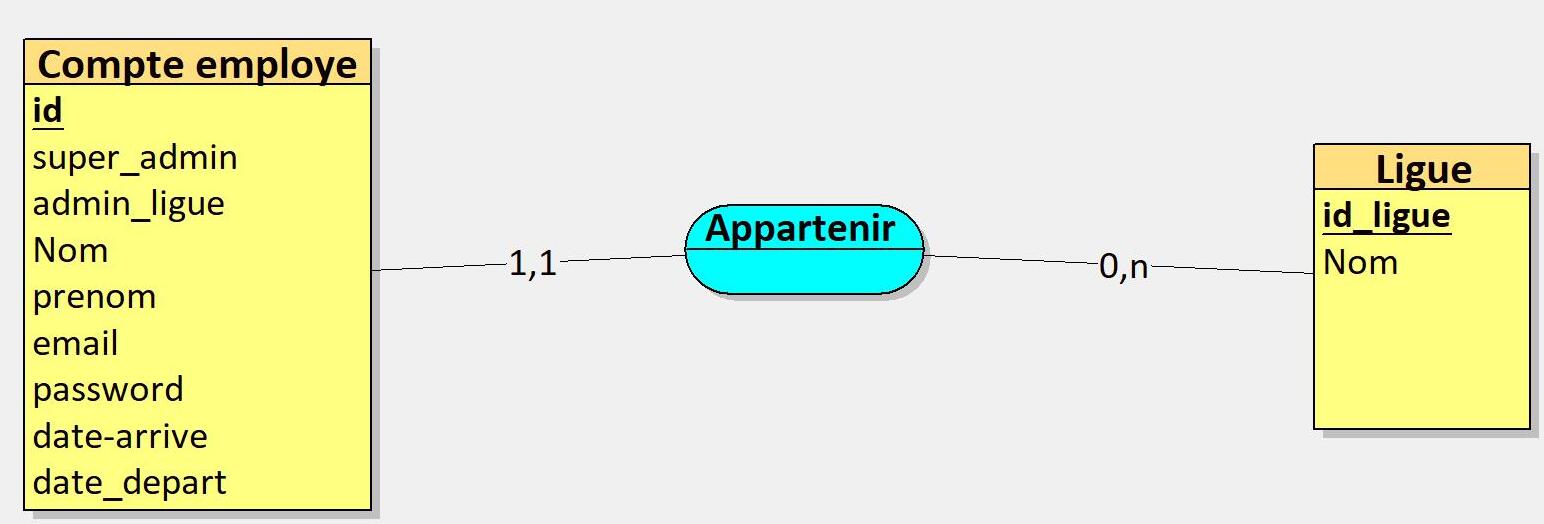 Compte employe
id
super_admin
admin_ligue
Nom
prenom
email
password
date-arrive
date_depart
1,1
Appartenir
0,n
Ligue
id_ligue
Nom